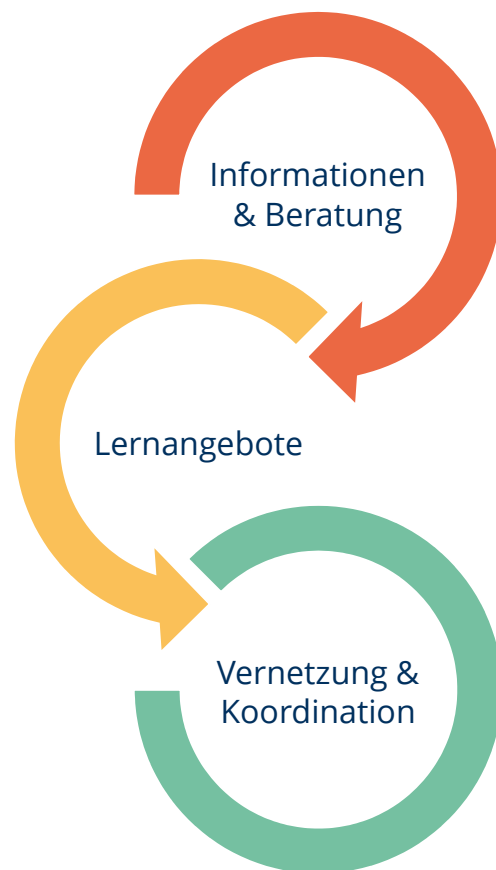 Informationen
& Beratung
Lernangebote
Vernetzung &
Koordination